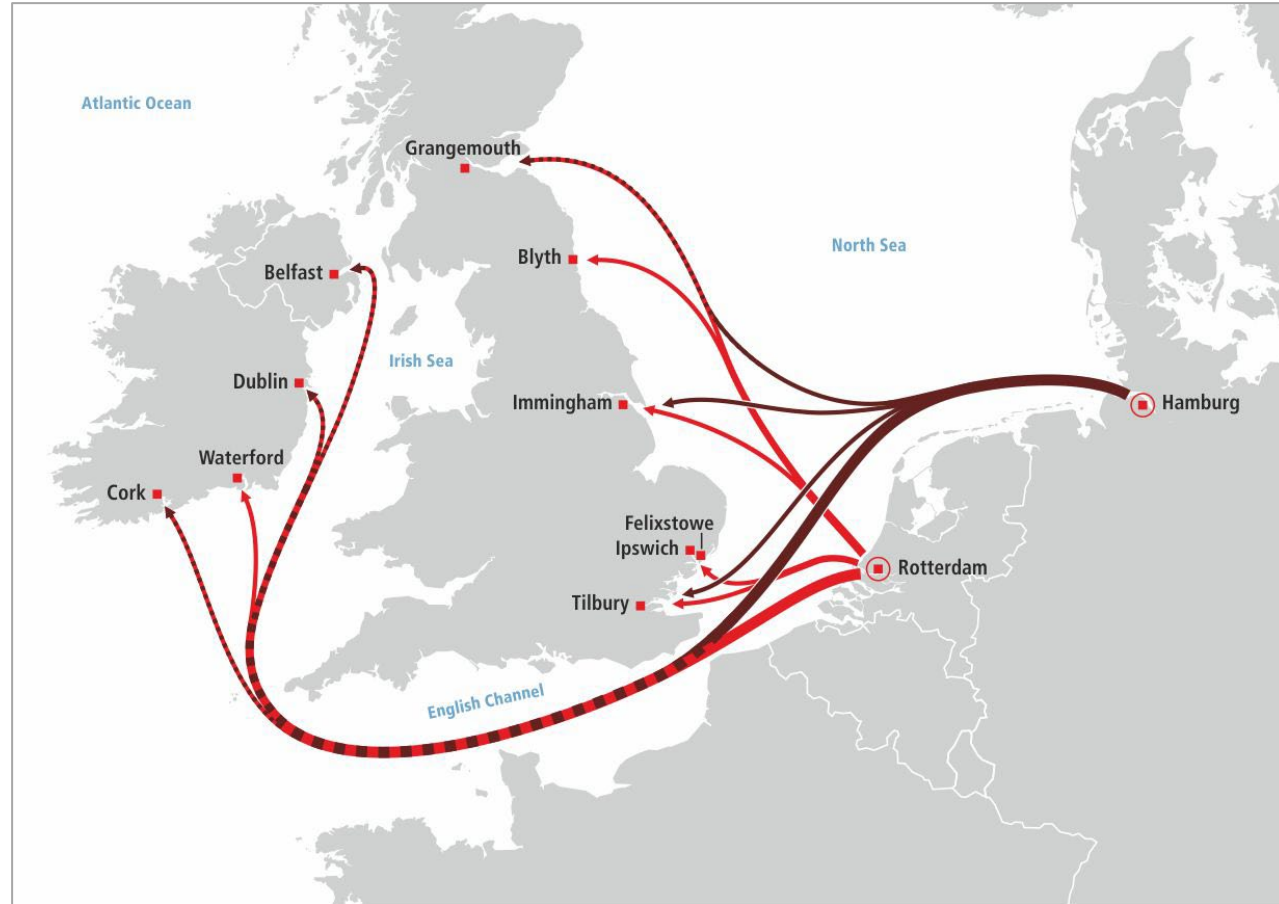 Atlantic Ocean
Grangemouth
North Sea
Blyth
Belfast
Irish Sea
Dublin
Immingham
Hamburg
Waterford
Cork
Felixstowe
Ipswich
Rotterdam
Tilbury
English Channel